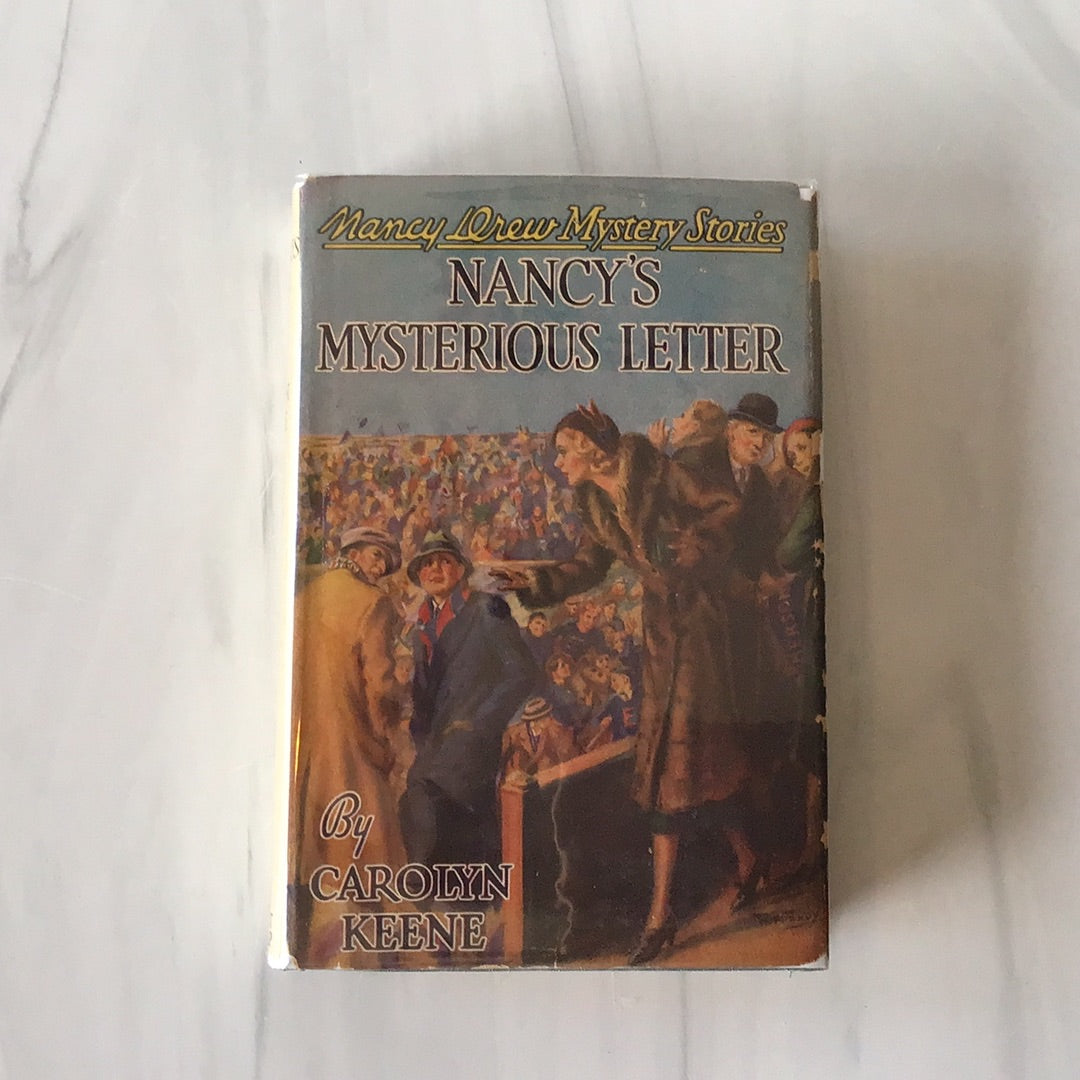 Nancy Drew Mystery Stories
NANCY'S
MYSTERIOUS LETTER
By
CAROLYN
KEENE
E